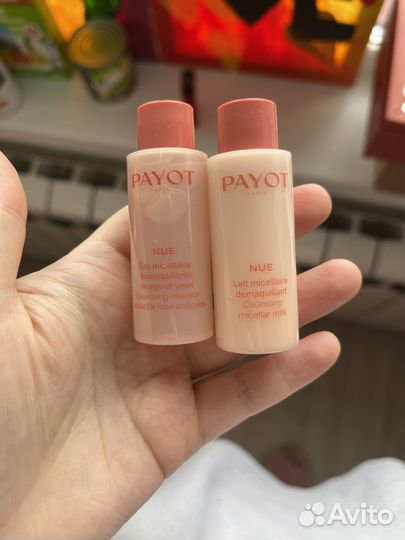 PAYOT
PARIS
NUE
Eau micellaire
démaquillante
visage et yeux
Cleansing micellar
water for face and eyes
PAYOT
PARIS
NUE
Lait micellaire
démaquillant
Cleansing
micellar milk
Avito